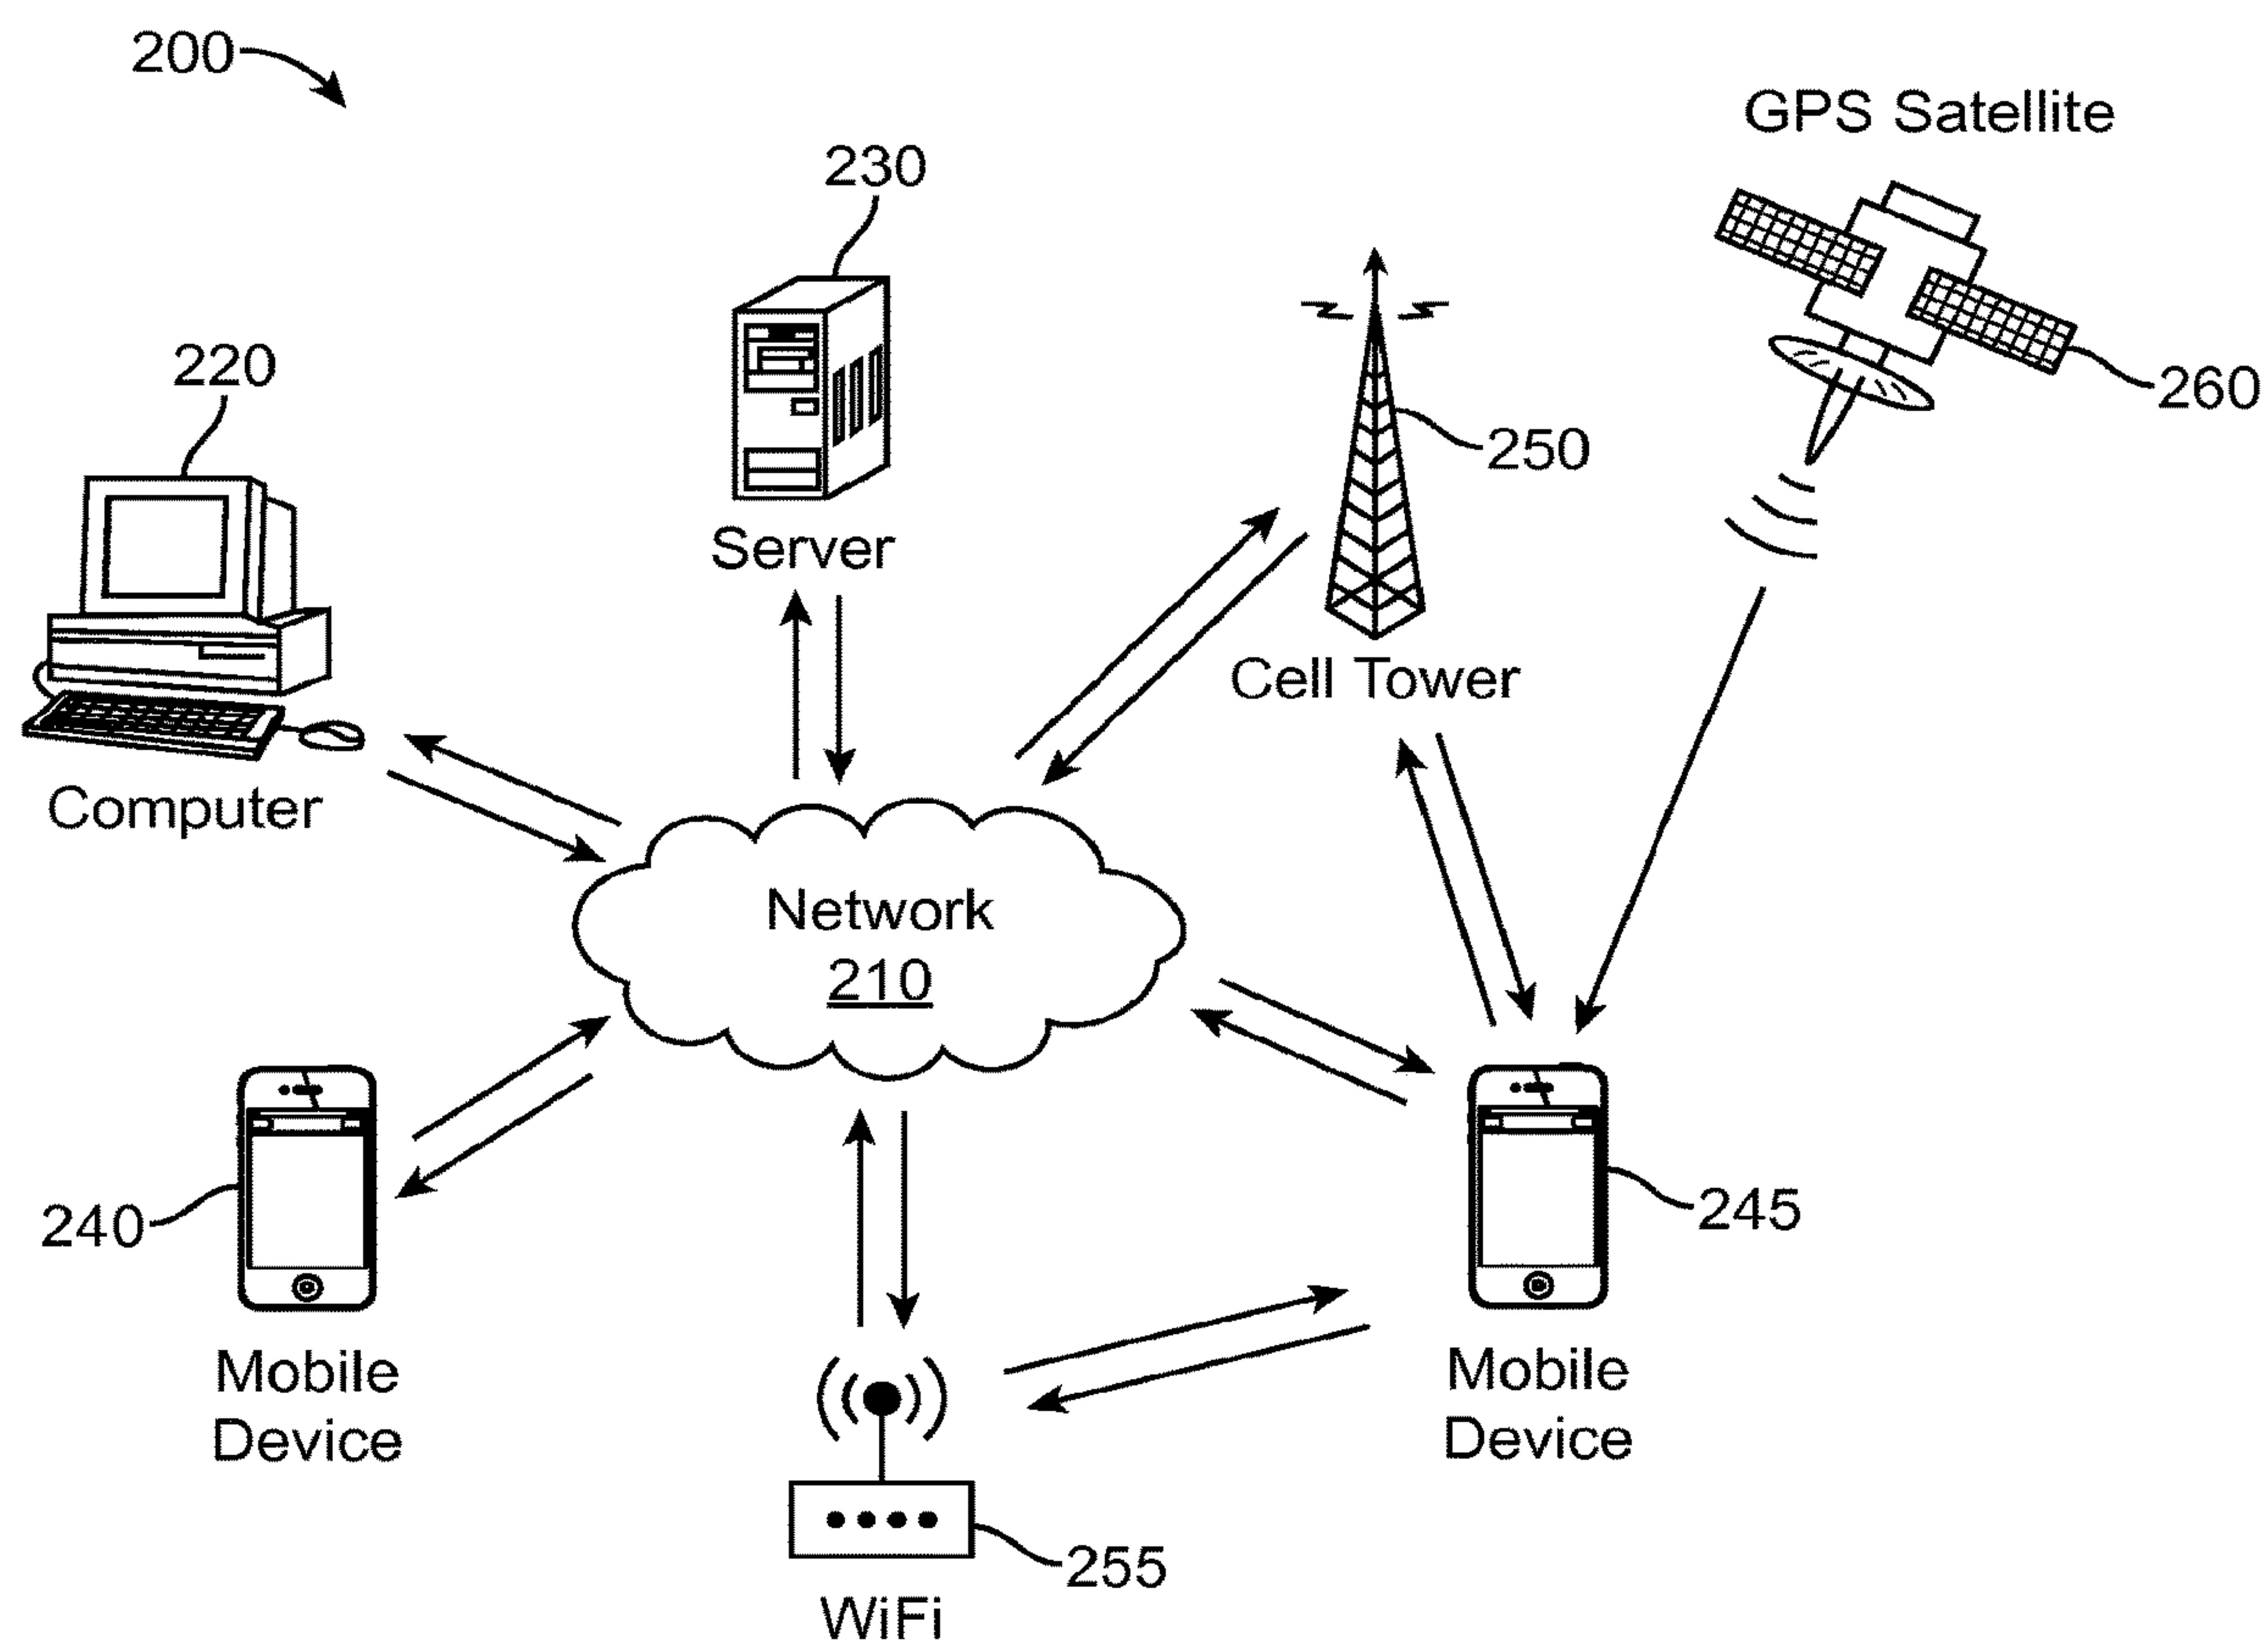 200
GPS Satellite
230
220
260
250
Server
Cell Tower
Computer
Network
210
240
245
Mobile
Device
Mobile
Device
255
WiFi